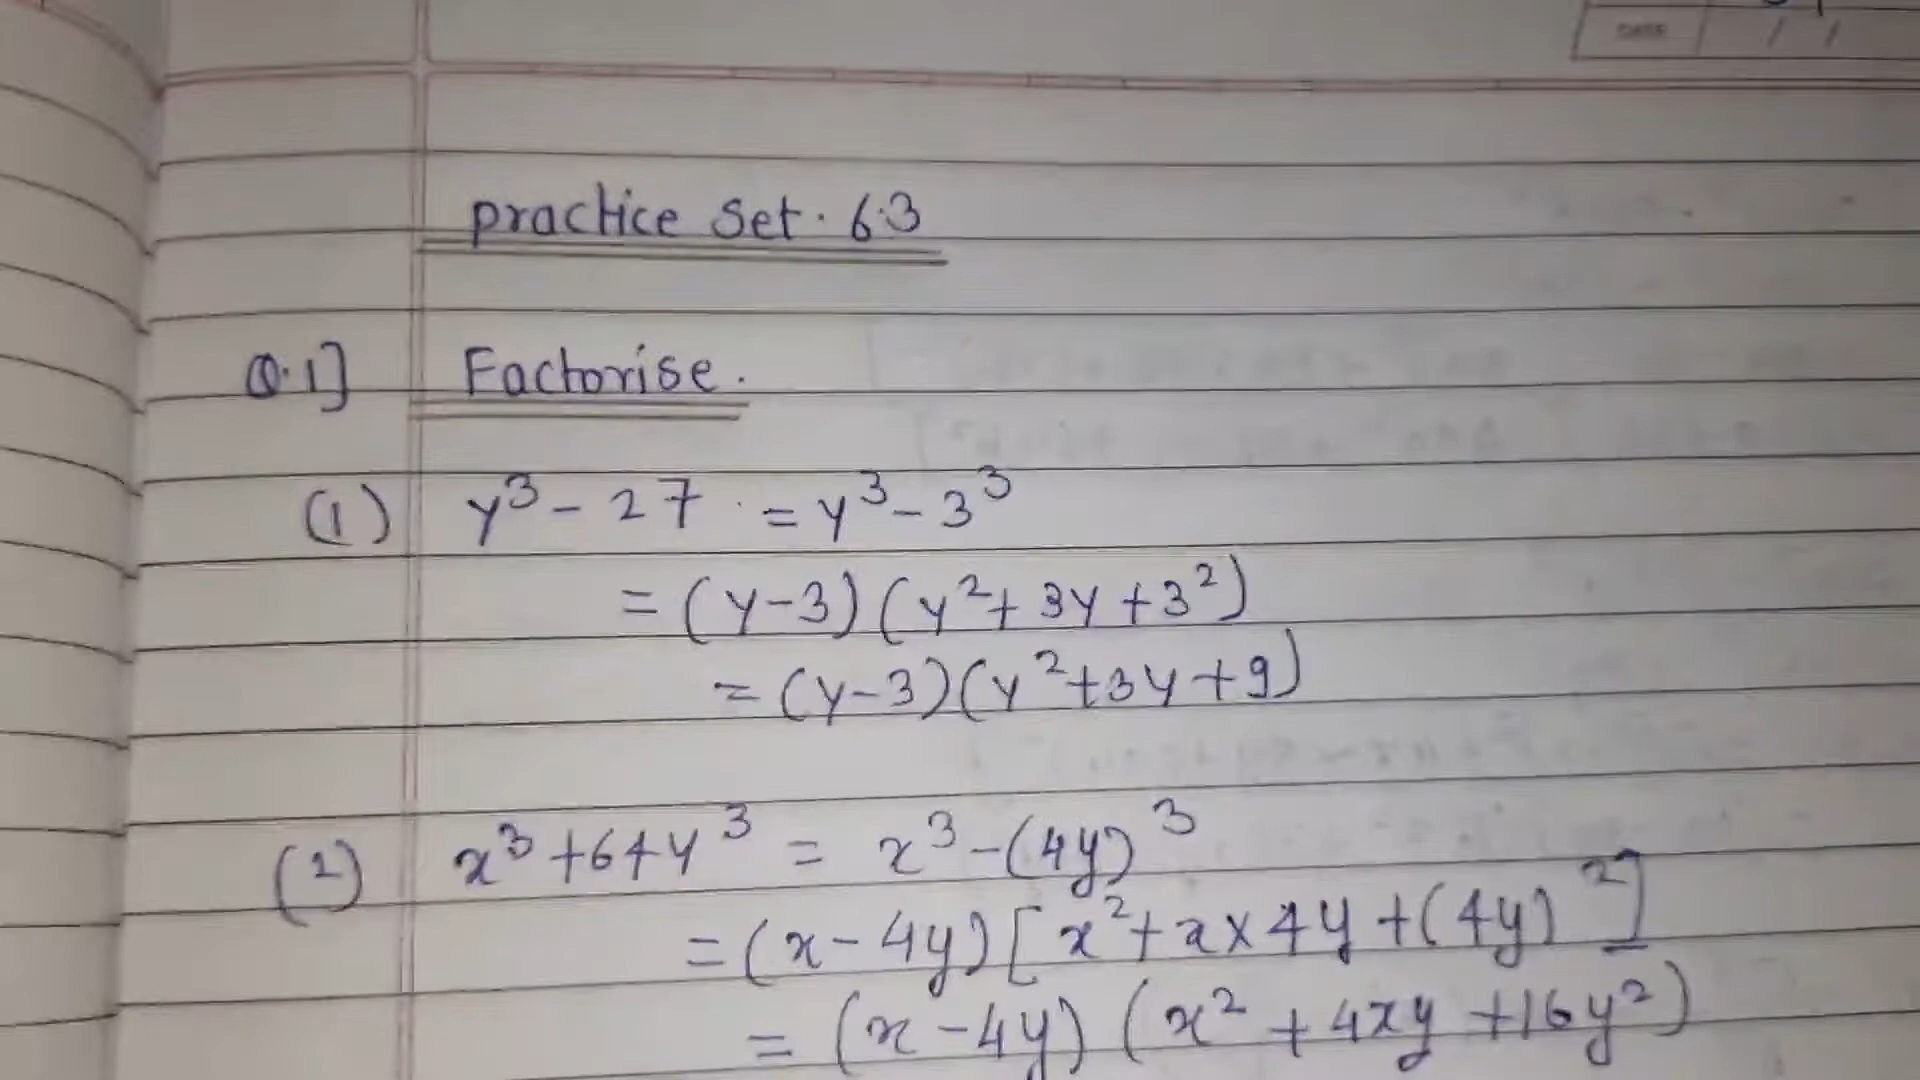 DATE / /
practice Set. 6.3
Q.1] Factorise.
(1) y³ - 27 = y³ - 3³
= (y-3) (y² + 3y + 3²)
= (y-3) (y² + 3y + 9)
(2) x³ + 64y³ = x³ - (4y)³
= (x - 4y) [x² + x × 4y + (4y)²]
= (x - 4y) (x² + 4xy + 16y²)